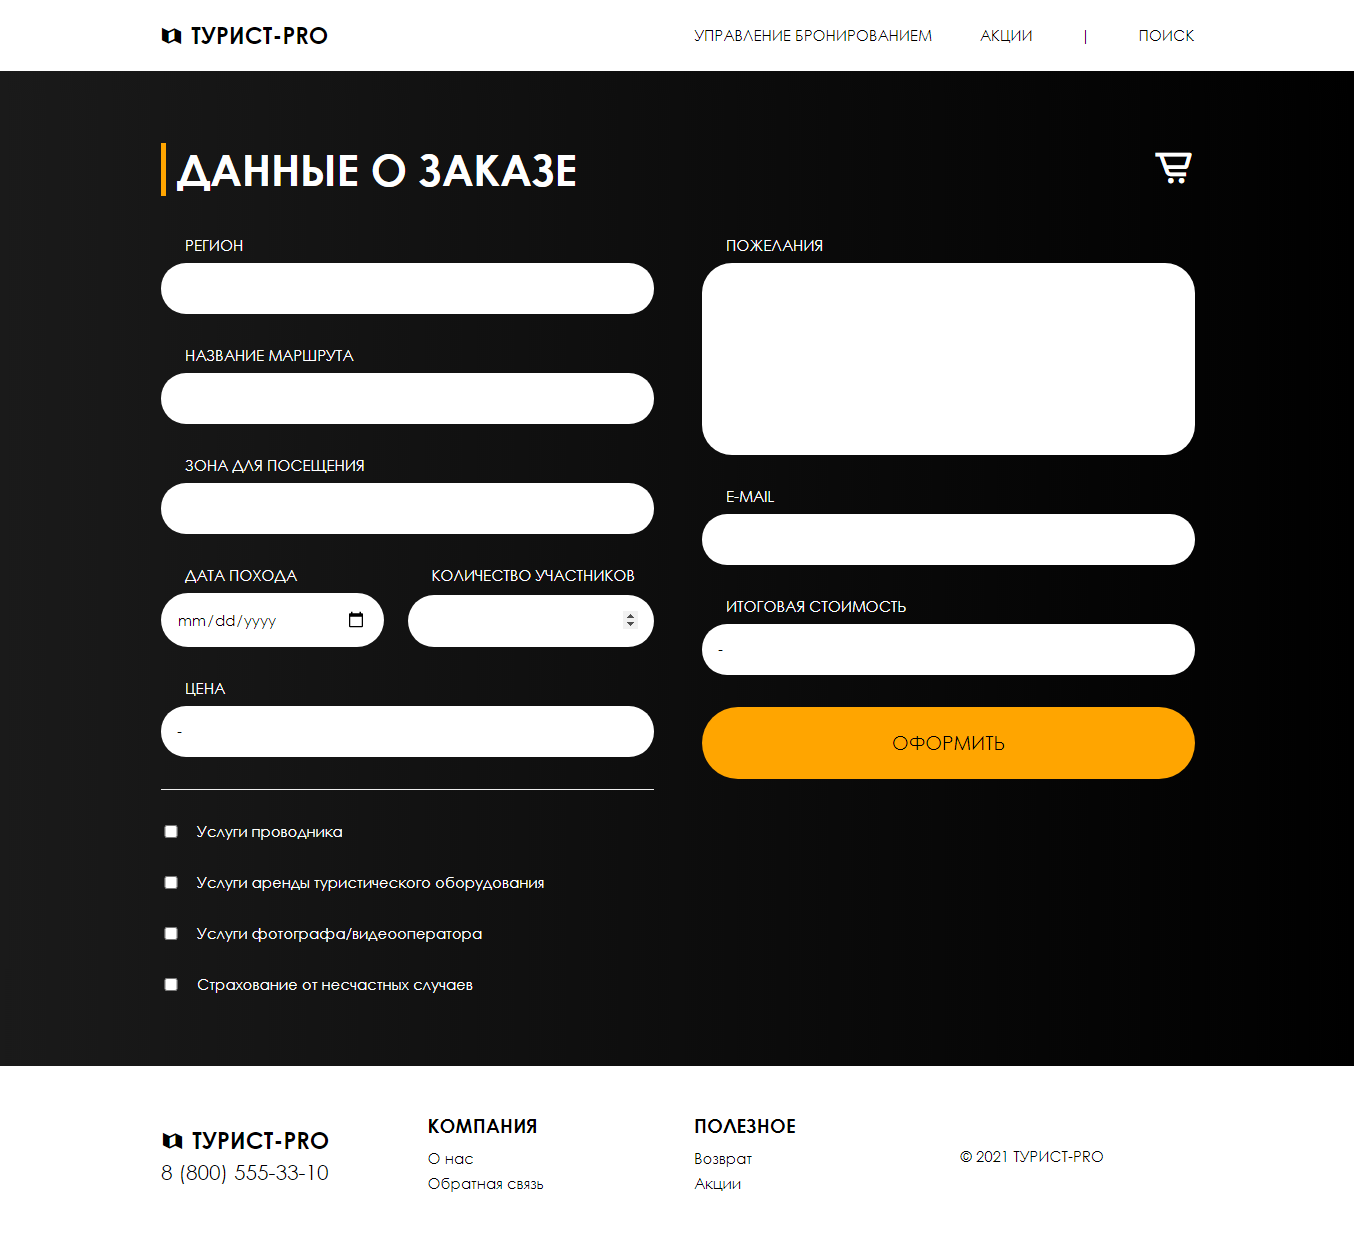 ТУРИСТ-PRO
УПРАВЛЕНИЕ БРОНИРОВАНИЕМ АКЦИИ | ПОИСК
ДАННЫЕ О ЗАКАЗЕ
РЕГИОН
НАЗВАНИЕ МАРШРУТА
ЗОНА ДЛЯ ПОСЕЩЕНИЯ
ДАТА ПОХОДА
mm/dd/yyyy
КОЛИЧЕСТВО УЧАСТНИКОВ
ЦЕНА
-
Услуги проводника
Услуги аренды туристического оборудования
Услуги фотографа/видеооператора
Страхование от несчастных случаев
ПОЖЕЛАНИЯ
E-MAIL
ИТОГОВАЯ СТОИМОСТЬ
-
ОФОРМИТЬ
ТУРИСТ-PRO
8 (800) 555-33-10
КОМПАНИЯ
О нас
Обратная связь
ПОЛЕЗНОЕ
Возврат
Акции
© 2021 ТУРИСТ-PRO